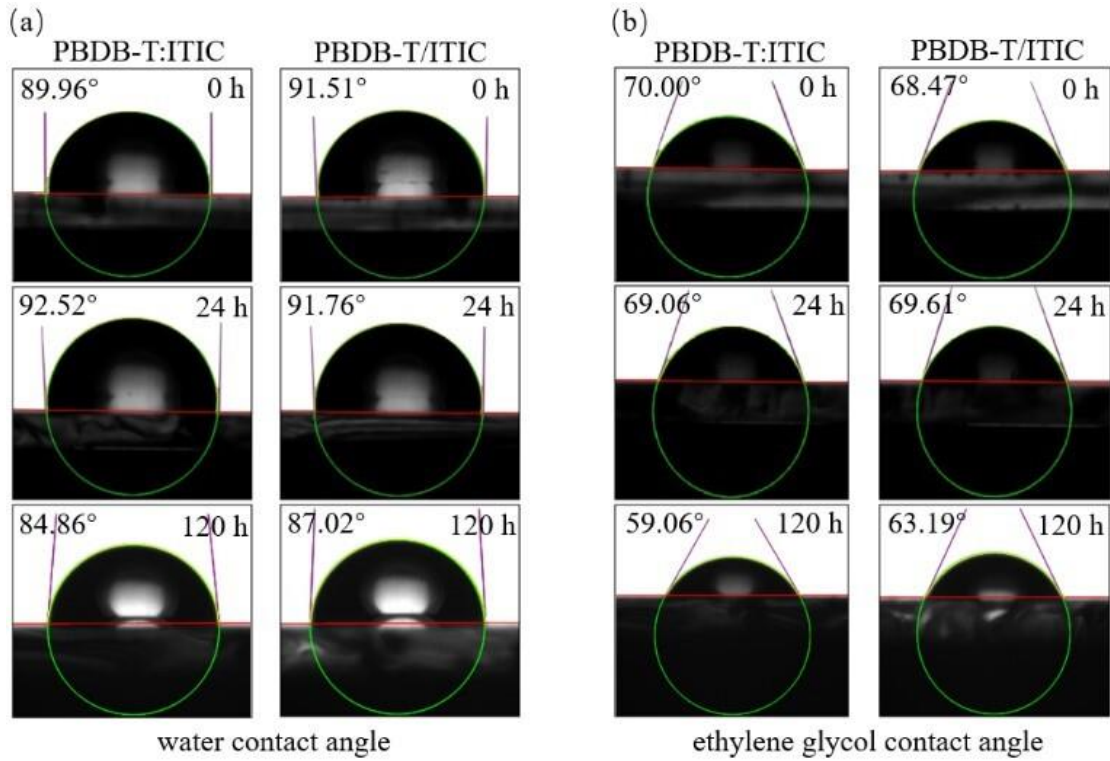 (a)
PBDB-T:ITIC PBDB-T/ITIC
89.96° 0 h 91.51° 0 h
92.52° 24 h 91.76° 24 h
84.86° 120 h 87.02° 120 h
water contact angle
(b)
PBDB-T:ITIC PBDB-T/ITIC
70.00° 0 h 68.47° 0 h
69.06° 24 h 69.61° 24 h
59.06° 120 h 63.19° 120 h
ethylene glycol contact angle